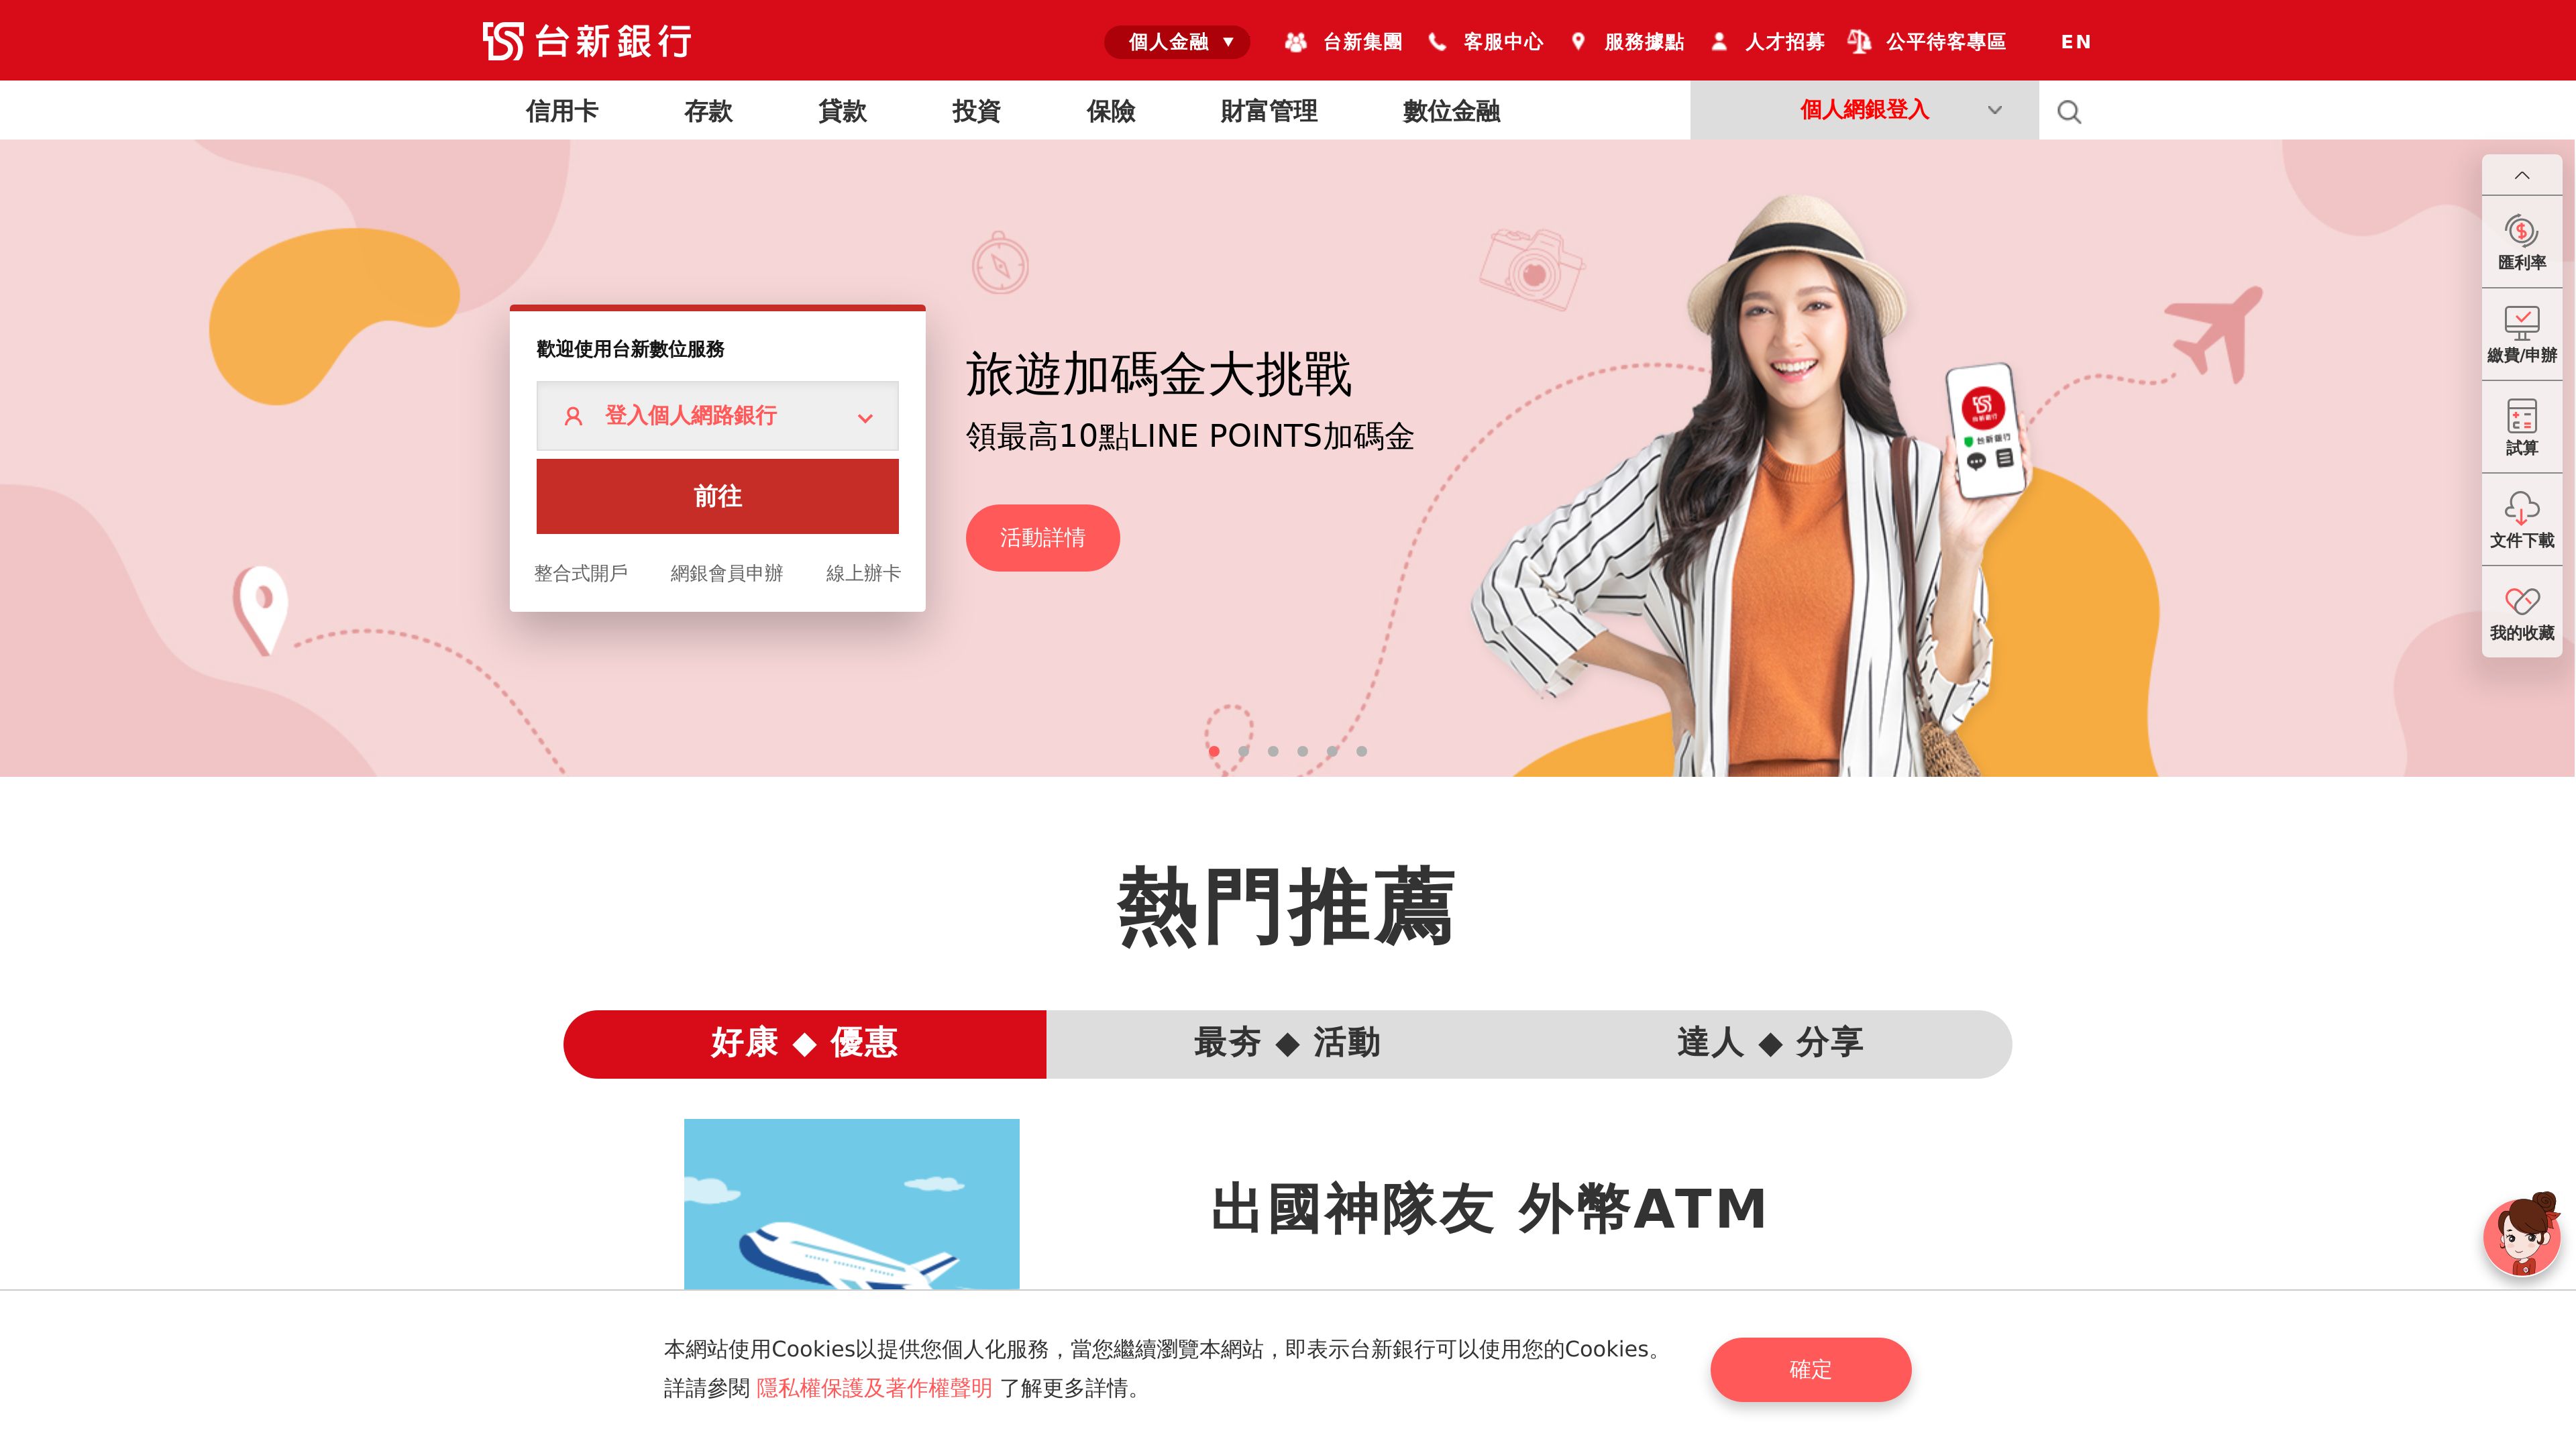 台新銀行
個人金融 ▼
台新集團
客服中心
服務據點
人才招募
公平待客專區
EN
信用卡
存款
貸款
投資
保險
財富管理
數位金融
個人網銀登入
歡迎使用台新數位服務
登入個人網路銀行
前往
整合式開戶
網銀會員申辦
線上辦卡
旅遊加碼金大挑戰
領最高10點LINE POINTS加碼金
活動詳情
台新銀行
台新銀行
匯利率
繳費/申辦
試算
文件下載
我的收藏
熱門推薦
好康 ◆ 優惠
最夯 ◆ 活動
達人 ◆ 分享
出國神隊友 外幣ATM
本網站使用Cookies以提供您個人化服務，當您繼續瀏覽本網站，即表示台新銀行可以使用您的Cookies。
詳請參閱 隱私權保護及著作權聲明 了解更多詳情。
確定